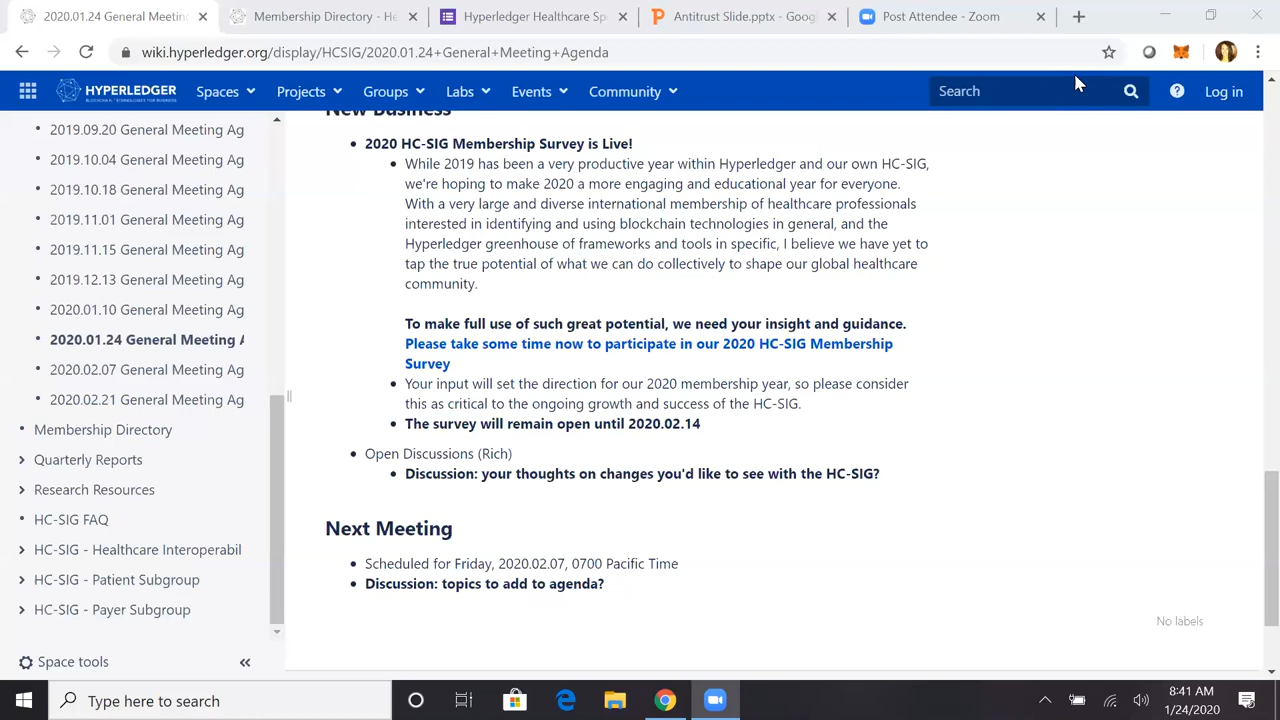 2020.01.24 General Meetin
Membership Directory - H
Hyperledger Healthcare Sp
Antitrust Slide.pptx - Goog
Post Attendee - Zoom
wiki.hyperledger.org/display/HCSIG/2020.01.24+General+Meeting+Agenda
HYPERLEDGER
BLOCKCHAIN TECHNOLOGIES FOR BUSINESS
Spaces
Projects
Groups
Labs
Events
Community
Search
Log in
2019.09.20 General Meeting Ag
2019.10.04 General Meeting Ag
2019.10.18 General Meeting Ag
2019.11.01 General Meeting Ag
2019.11.15 General Meeting Ag
2019.12.13 General Meeting Ag
2020.01.10 General Meeting Ag
2020.01.24 General Meeting A
2020.02.07 General Meeting Ag
2020.02.21 General Meeting Ag
Membership Directory
Quarterly Reports
Research Resources
HC-SIG FAQ
HC-SIG - Healthcare Interoperabil
HC-SIG - Patient Subgroup
HC-SIG - Payer Subgroup
Space tools
New Business
2020 HC-SIG Membership Survey is Live!
While 2019 has been a very productive year within Hyperledger and our own HC-SIG,
we're hoping to make 2020 a more engaging and educational year for everyone.
With a very large and diverse international membership of healthcare professionals
interested in identifying and using blockchain technologies in general, and the
Hyperledger greenhouse of frameworks and tools in specific, I believe we have yet to
tap the true potential of what we can do collectively to shape our global healthcare
community.
To make full use of such great potential, we need your insight and guidance.
Please take some time now to participate in our 2020 HC-SIG Membership
Survey
Your input will set the direction for our 2020 membership year, so please consider
this as critical to the ongoing growth and success of the HC-SIG.
The survey will remain open until 2020.02.14
Open Discussions (Rich)
Discussion: your thoughts on changes you'd like to see with the HC-SIG?
Next Meeting
Scheduled for Friday, 2020.02.07, 0700 Pacific Time
Discussion: topics to add to agenda?
No labels
Type here to search
8:41 AM
1/24/2020